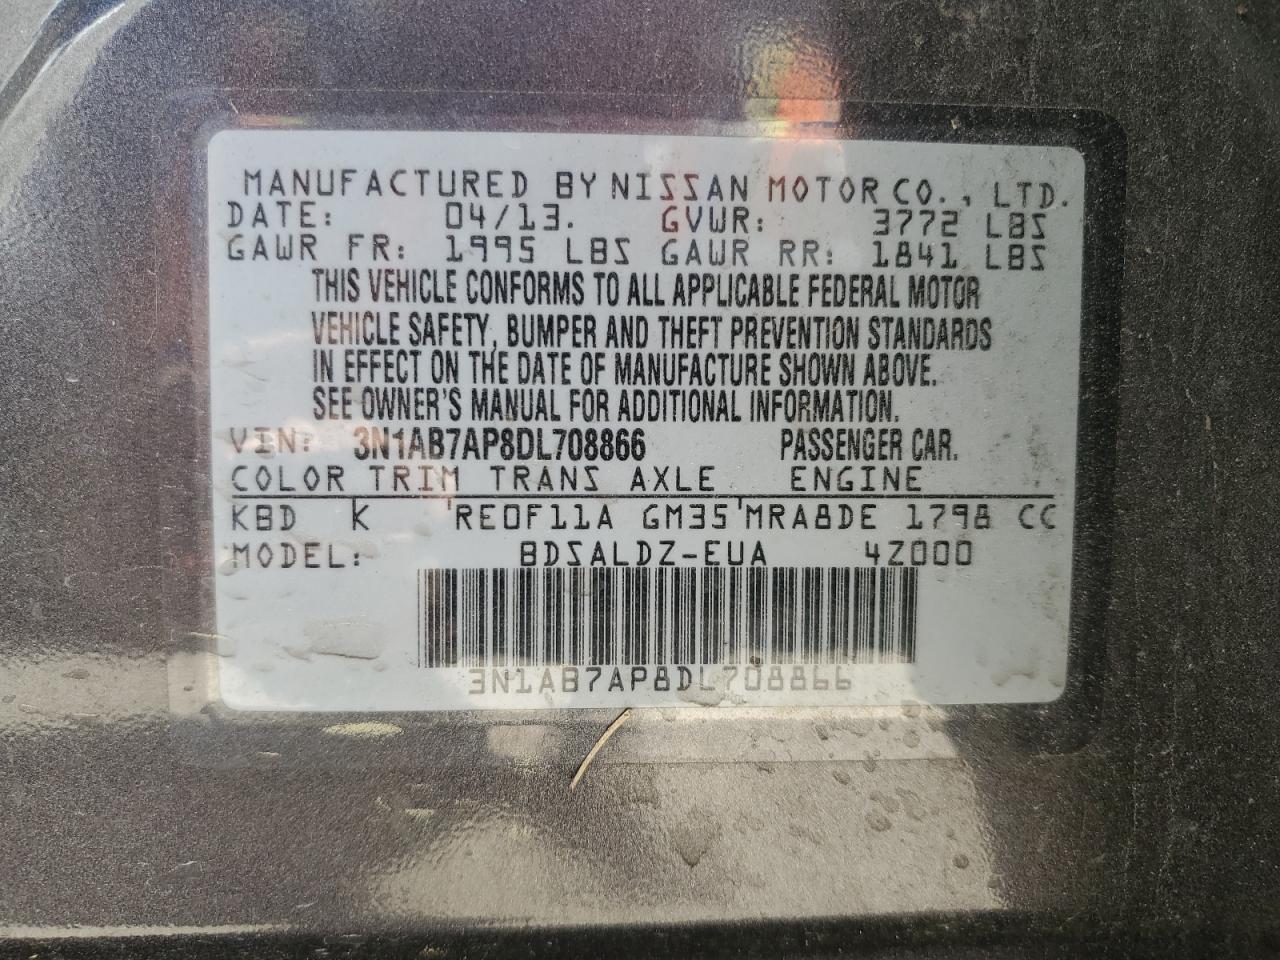 MANUFACTURED BY NISSAN MOTOR CO., LTD.
DATE: 04/13. GVWR: 3772 LBS
GAWR FR: 1995 LBS GAWR RR: 1841 LBS
THIS VEHICLE CONFORMS TO ALL APPLICABLE FEDERAL MOTOR
VEHICLE SAFETY, BUMPER AND THEFT PREVENTION STANDARDS
IN EFFECT ON THE DATE OF MANUFACTURE SHOWN ABOVE.
SEE OWNER'S MANUAL FOR ADDITIONAL INFORMATION.
VIN: 3N1AB7AP8DL708866 PASSENGER CAR.
COLOR TRIM TRANS AXLE ENGINE
KBD K RE0F11A GM35 MRA8DE 1798 CC
MODEL: BDSALDZ-EUA 4Z000
3N1AB7AP8DL708866